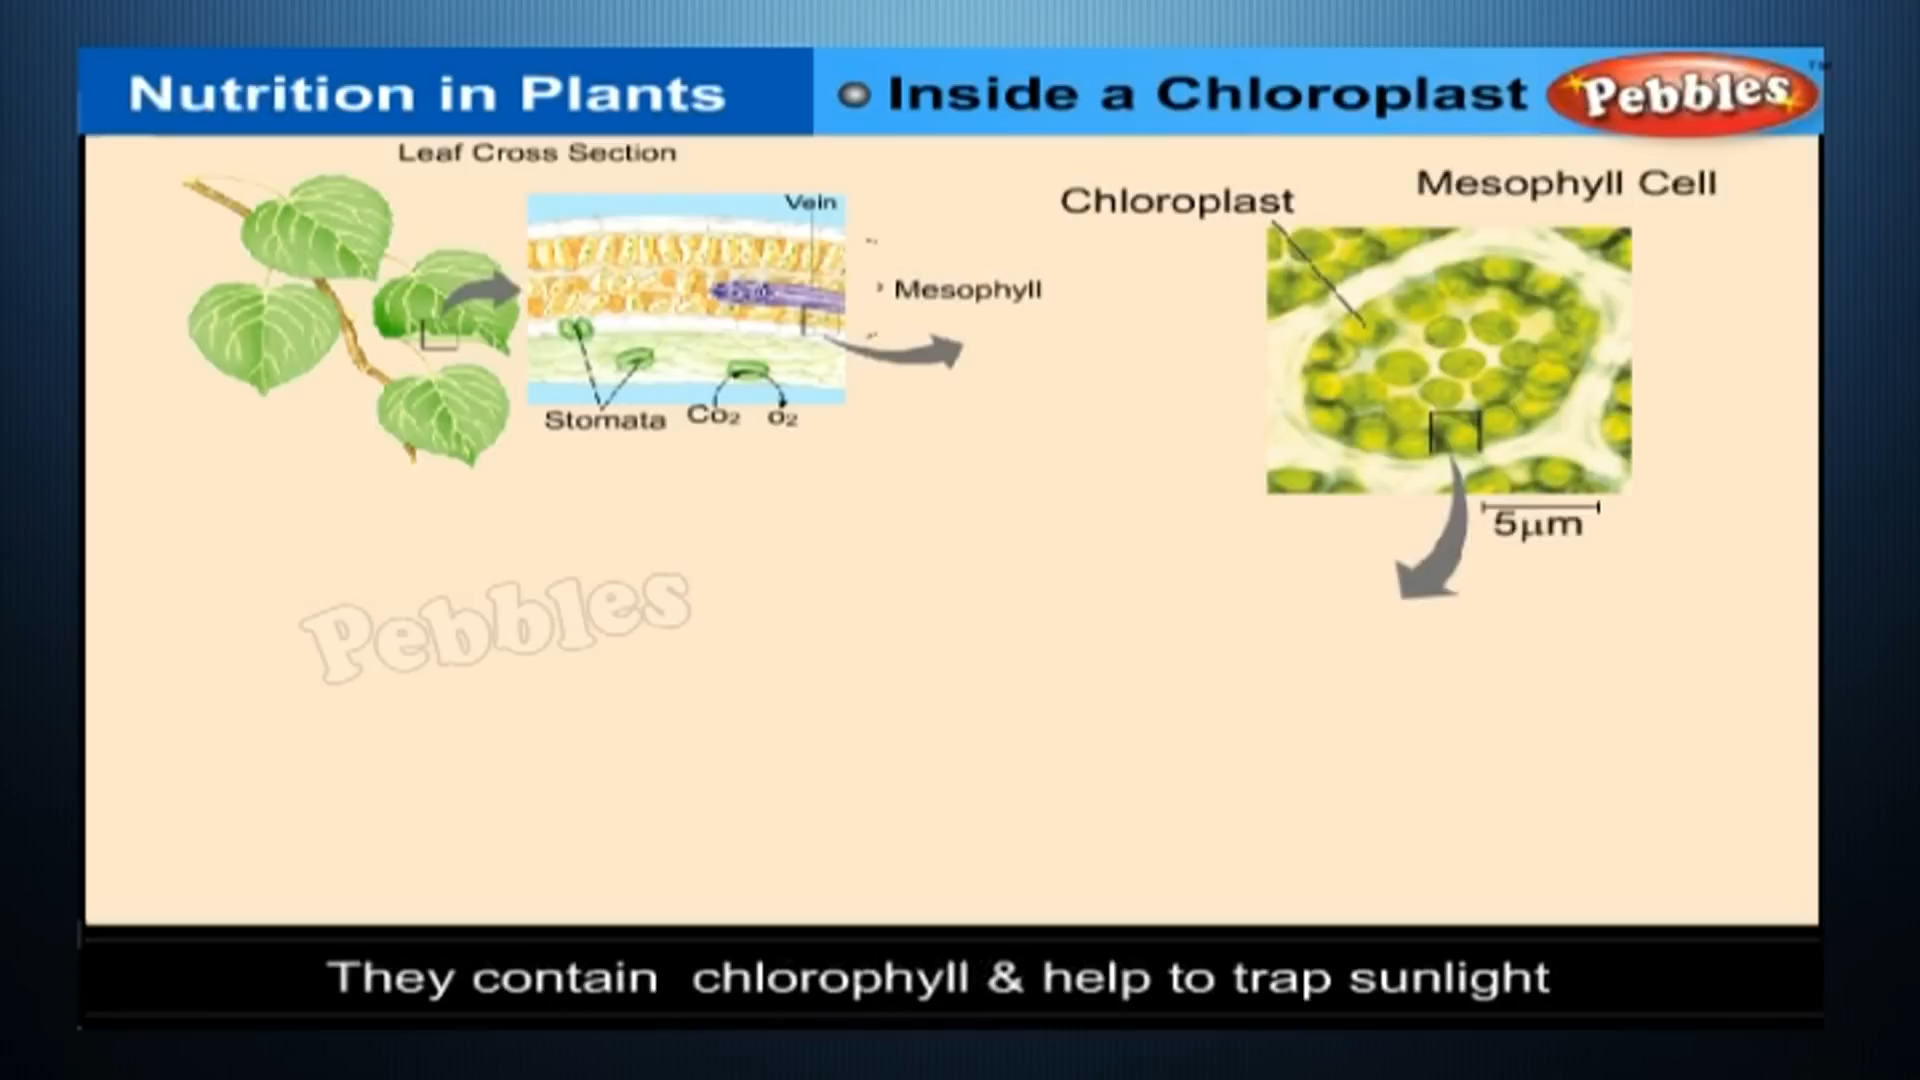 Nutrition in Plants
Inside a Chloroplast
Pebbles
TM
Leaf Cross Section
Vein
Mesophyll
Stomata
Co2
o2
Chloroplast
Mesophyll Cell
5μm
Pebbles
They contain chlorophyll & help to trap sunlight